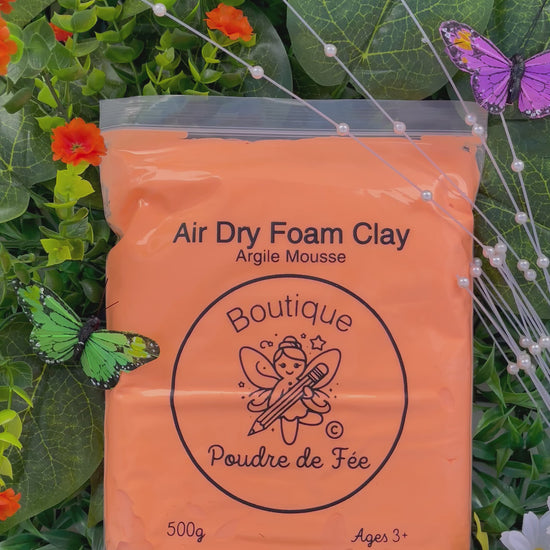 Air Dry Foam Clay
Argile Mousse
Boutique
©
Poudre de Fée
500g
Ages 3+